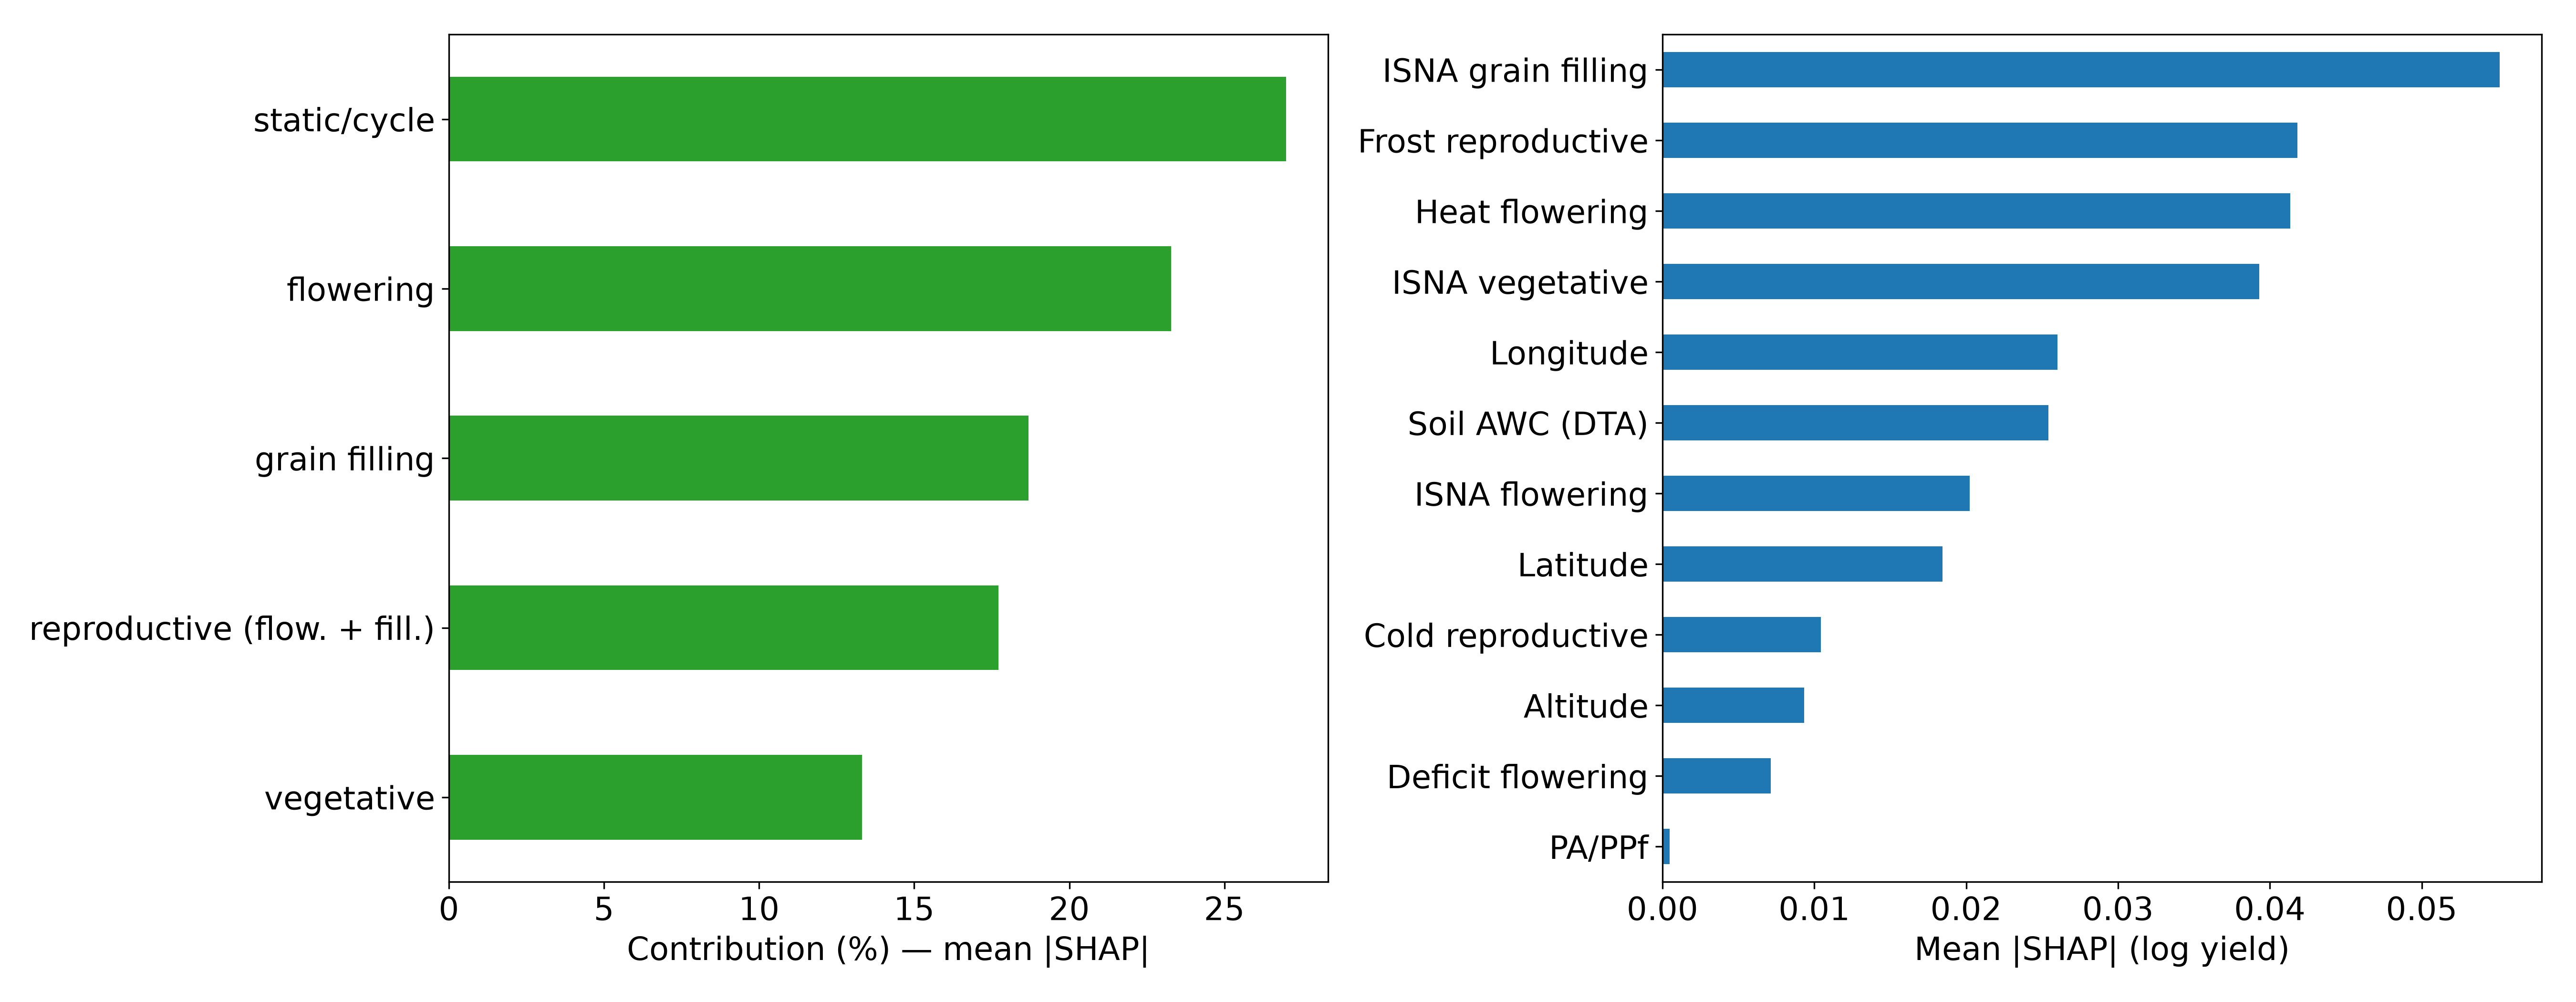 static/cycle
flowering
grain filling
reproductive (flow. + fill.)
vegetative
0 5 10 15 20 25
Contribution (%) — mean |SHAP|
ISNA grain filling
Frost reproductive
Heat flowering
ISNA vegetative
Longitude
Soil AWC (DTA)
ISNA flowering
Latitude
Cold reproductive
Altitude
Deficit flowering
PA/PPf
0.00 0.01 0.02 0.03 0.04 0.05
Mean |SHAP| (log yield)